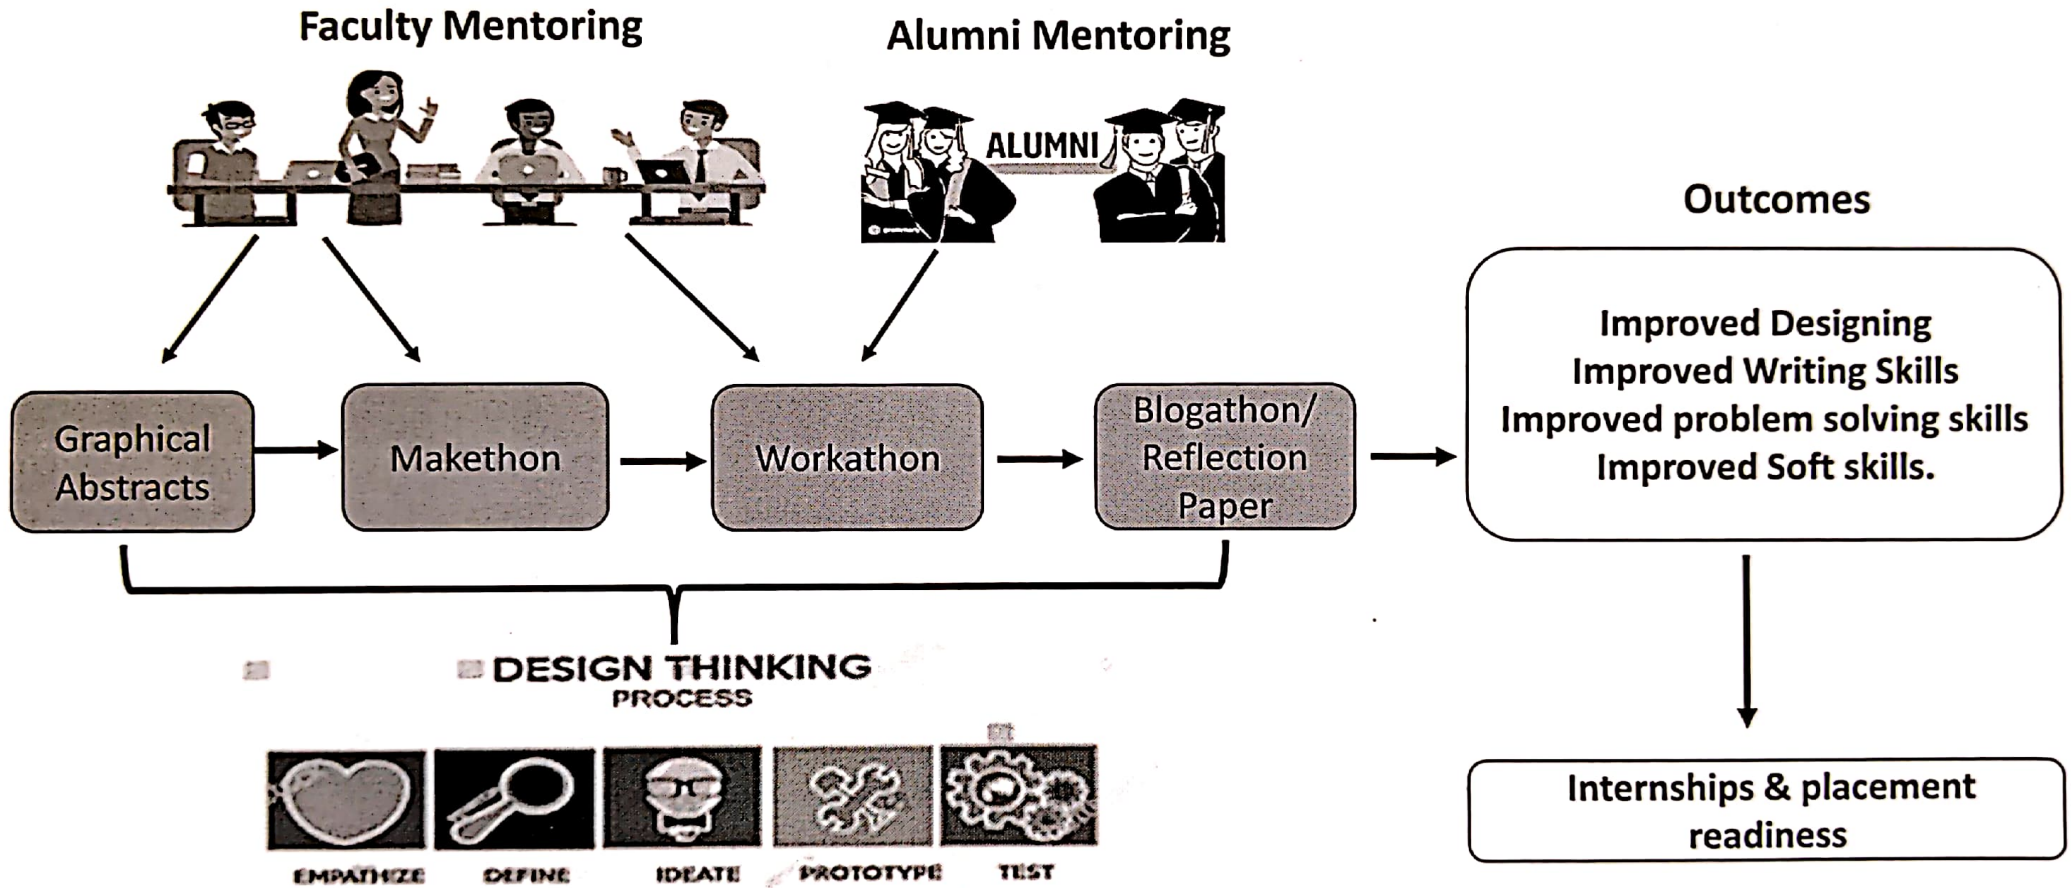 Faculty Mentoring
Alumni Mentoring
ALUMNI
Outcomes
Improved Designing
Improved Writing Skills
Improved problem solving skills
Improved Soft skills.
Graphical
Abstracts
Makethon
Workathon
Blogathon/
Reflection
Paper
DESIGN THINKING
PROCESS
EMPATHIZE
DEFINE
IDEATE
PROTOTYPE
TEST
Internships & placement
readiness